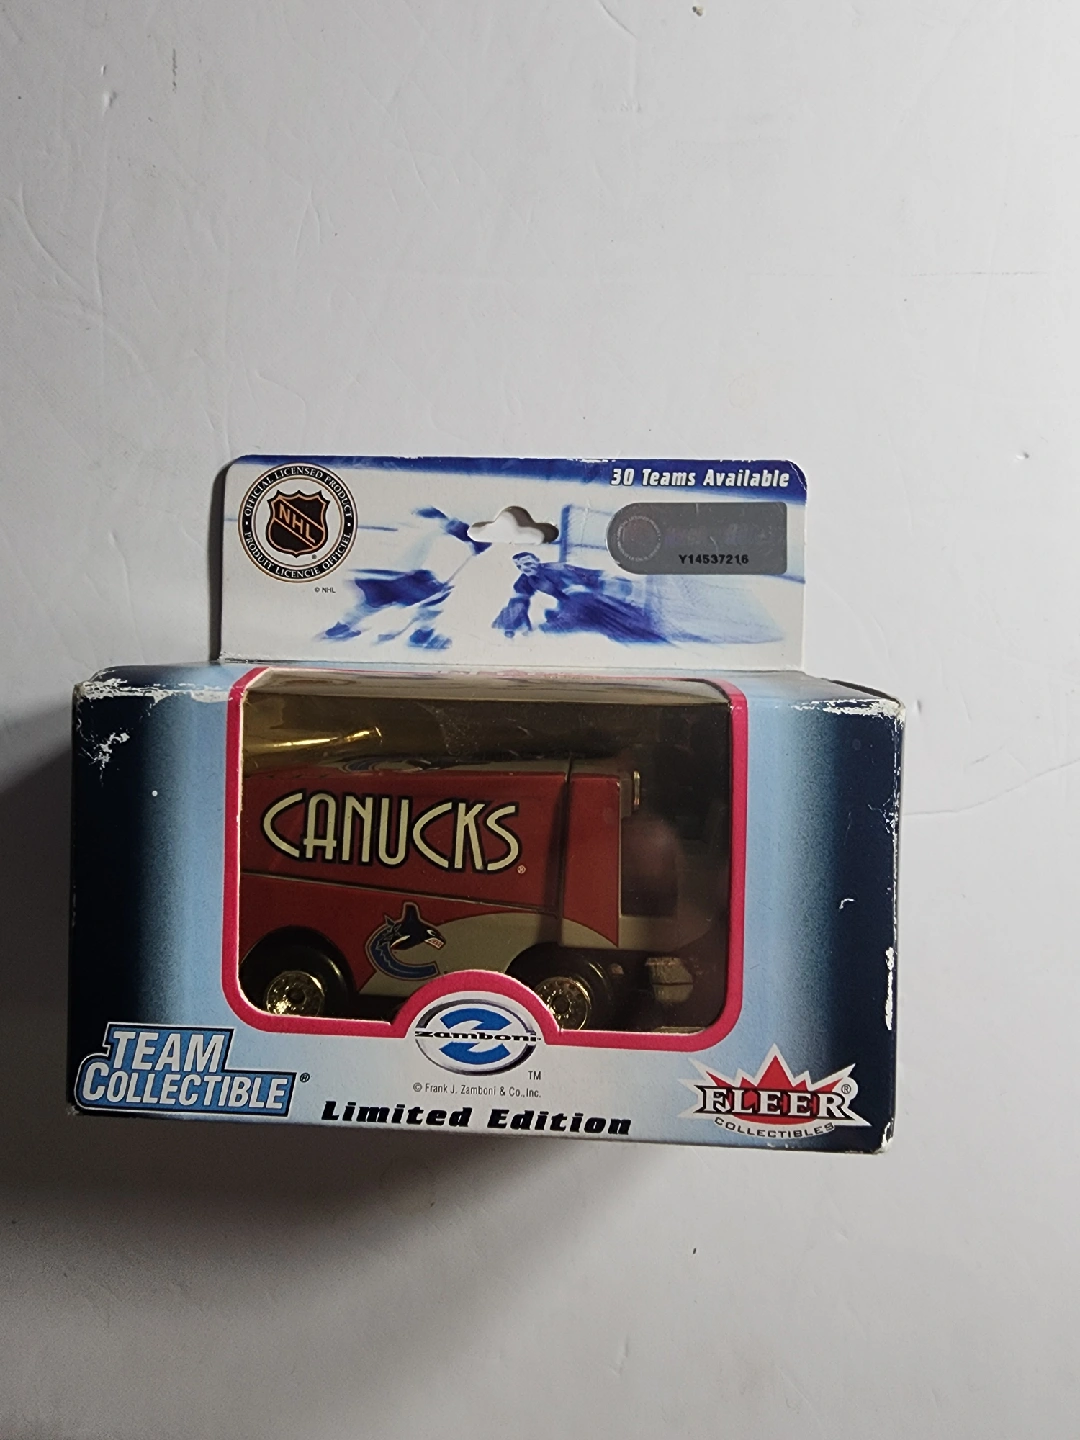 30 Teams Available
OFFICIAL LICENSED PRODUCT
NHL
PRODUIT LICENCIE OFFICIEL
© NHL
Y14537216
CANUCKS®
Zamboni
TM
© Frank J. Zamboni & Co., Inc.
TEAM
COLLECTIBLE®
Limited Edition
FLEER®
COLLECTIBLES